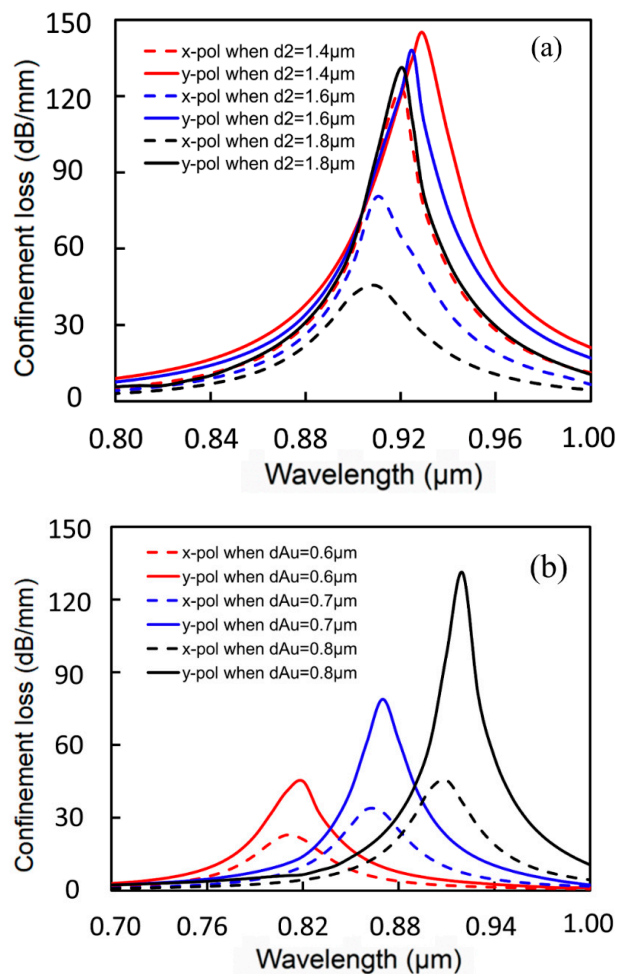 150
(a)
x-pol when d2=1.4μm
y-pol when d2=1.4μm
x-pol when d2=1.6μm
y-pol when d2=1.6μm
x-pol when d2=1.8μm
y-pol when d2=1.8μm
120
90
60
30
0
Confinement loss (dB/mm)
0.80 0.84 0.88 0.92 0.96 1.00
Wavelength (μm)
150
(b)
x-pol when dAu=0.6μm
y-pol when dAu=0.6μm
x-pol when dAu=0.7μm
y-pol when dAu=0.7μm
x-pol when dAu=0.8μm
y-pol when dAu=0.8μm
120
90
60
30
0
Confinement loss (dB/mm)
0.70 0.76 0.82 0.88 0.94 1.00
Wavelength (μm)